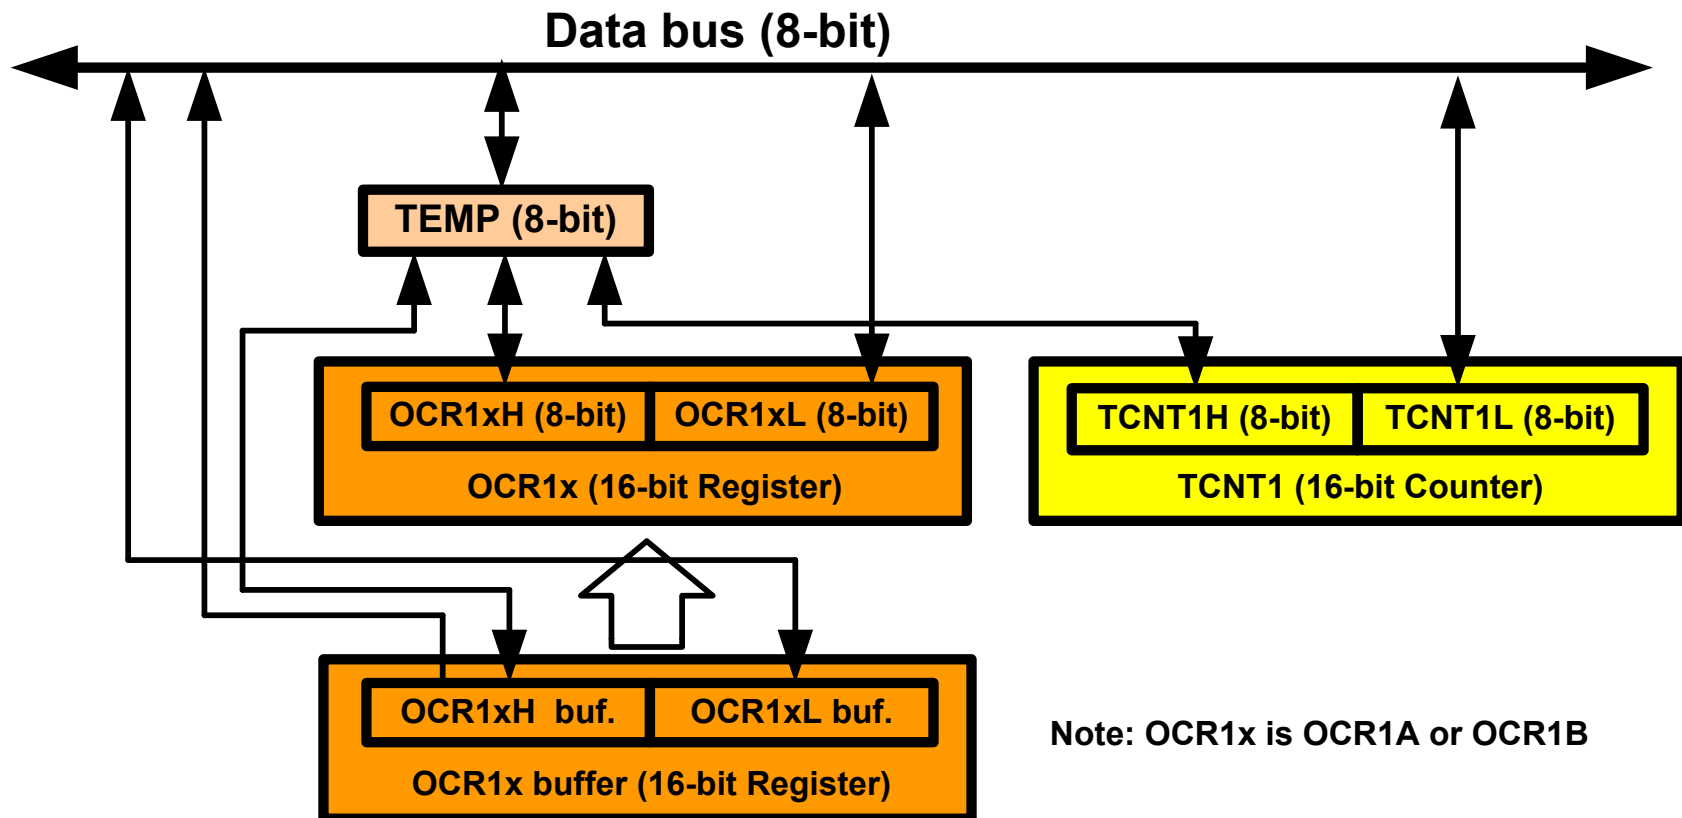 Data bus (8-bit)
TEMP (8-bit)
OCR1xH (8-bit)
OCR1xL (8-bit)
OCR1x (16-bit Register)
TCNT1H (8-bit)
TCNT1L (8-bit)
TCNT1 (16-bit Counter)
OCR1xH buf.
OCR1xL buf.
OCR1x buffer (16-bit Register)
Note: OCR1x is OCR1A or OCR1B